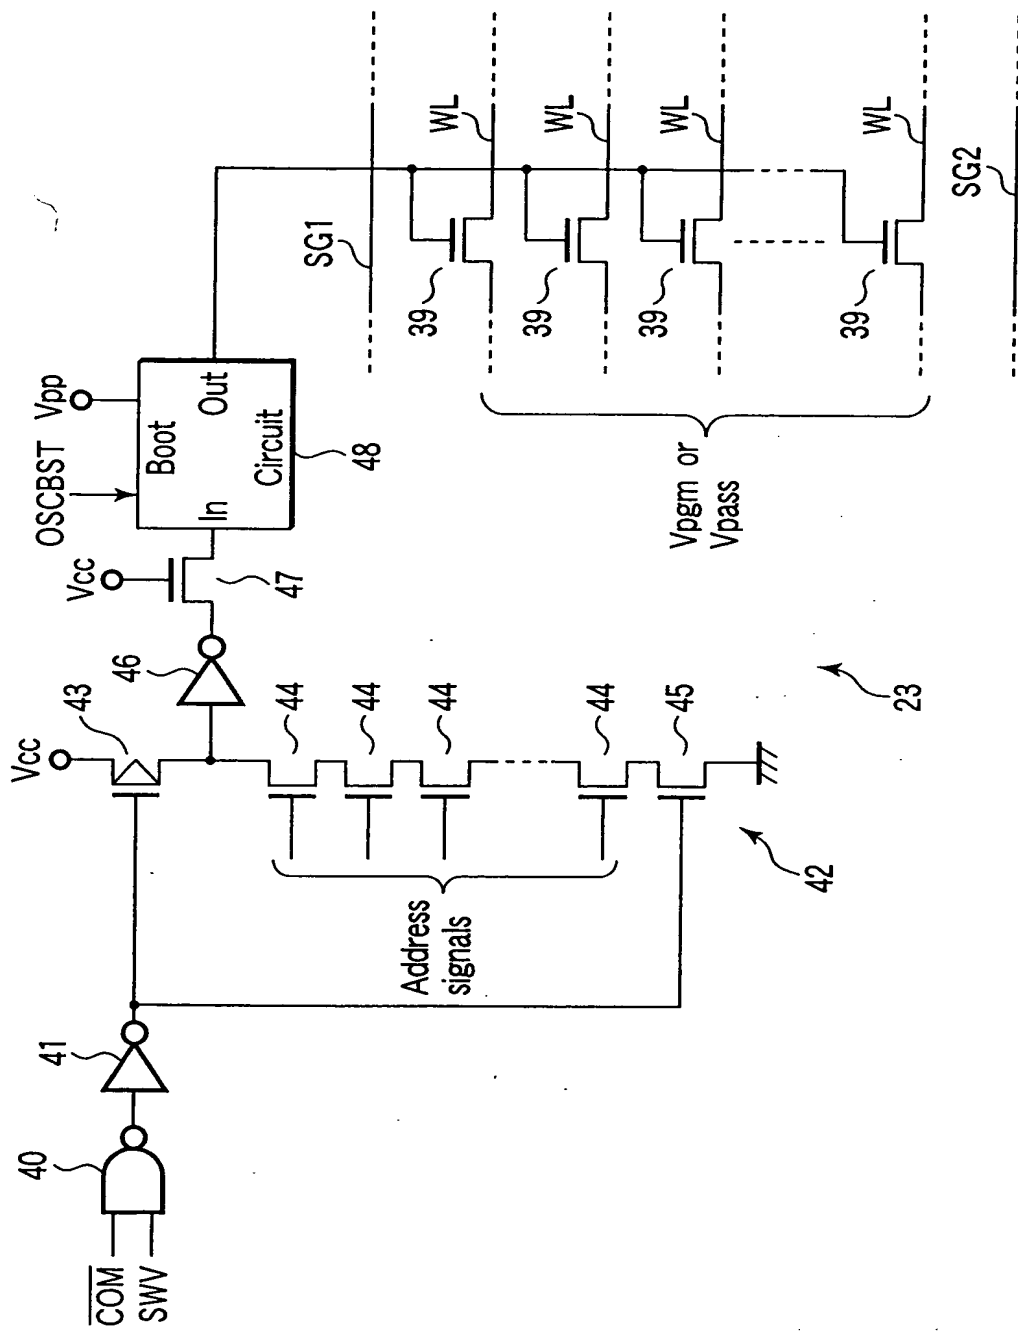 COM
SWV
40
41
Vcc
43
44
44
44
44
45
Address
signals
42
23
46
Vcc
47
OSCBST
Vpp
Boot
Circuit
In
Out
48
SG1
39
WL
39
WL
39
WL
39
WL
Vpgm or
Vpass
SG2